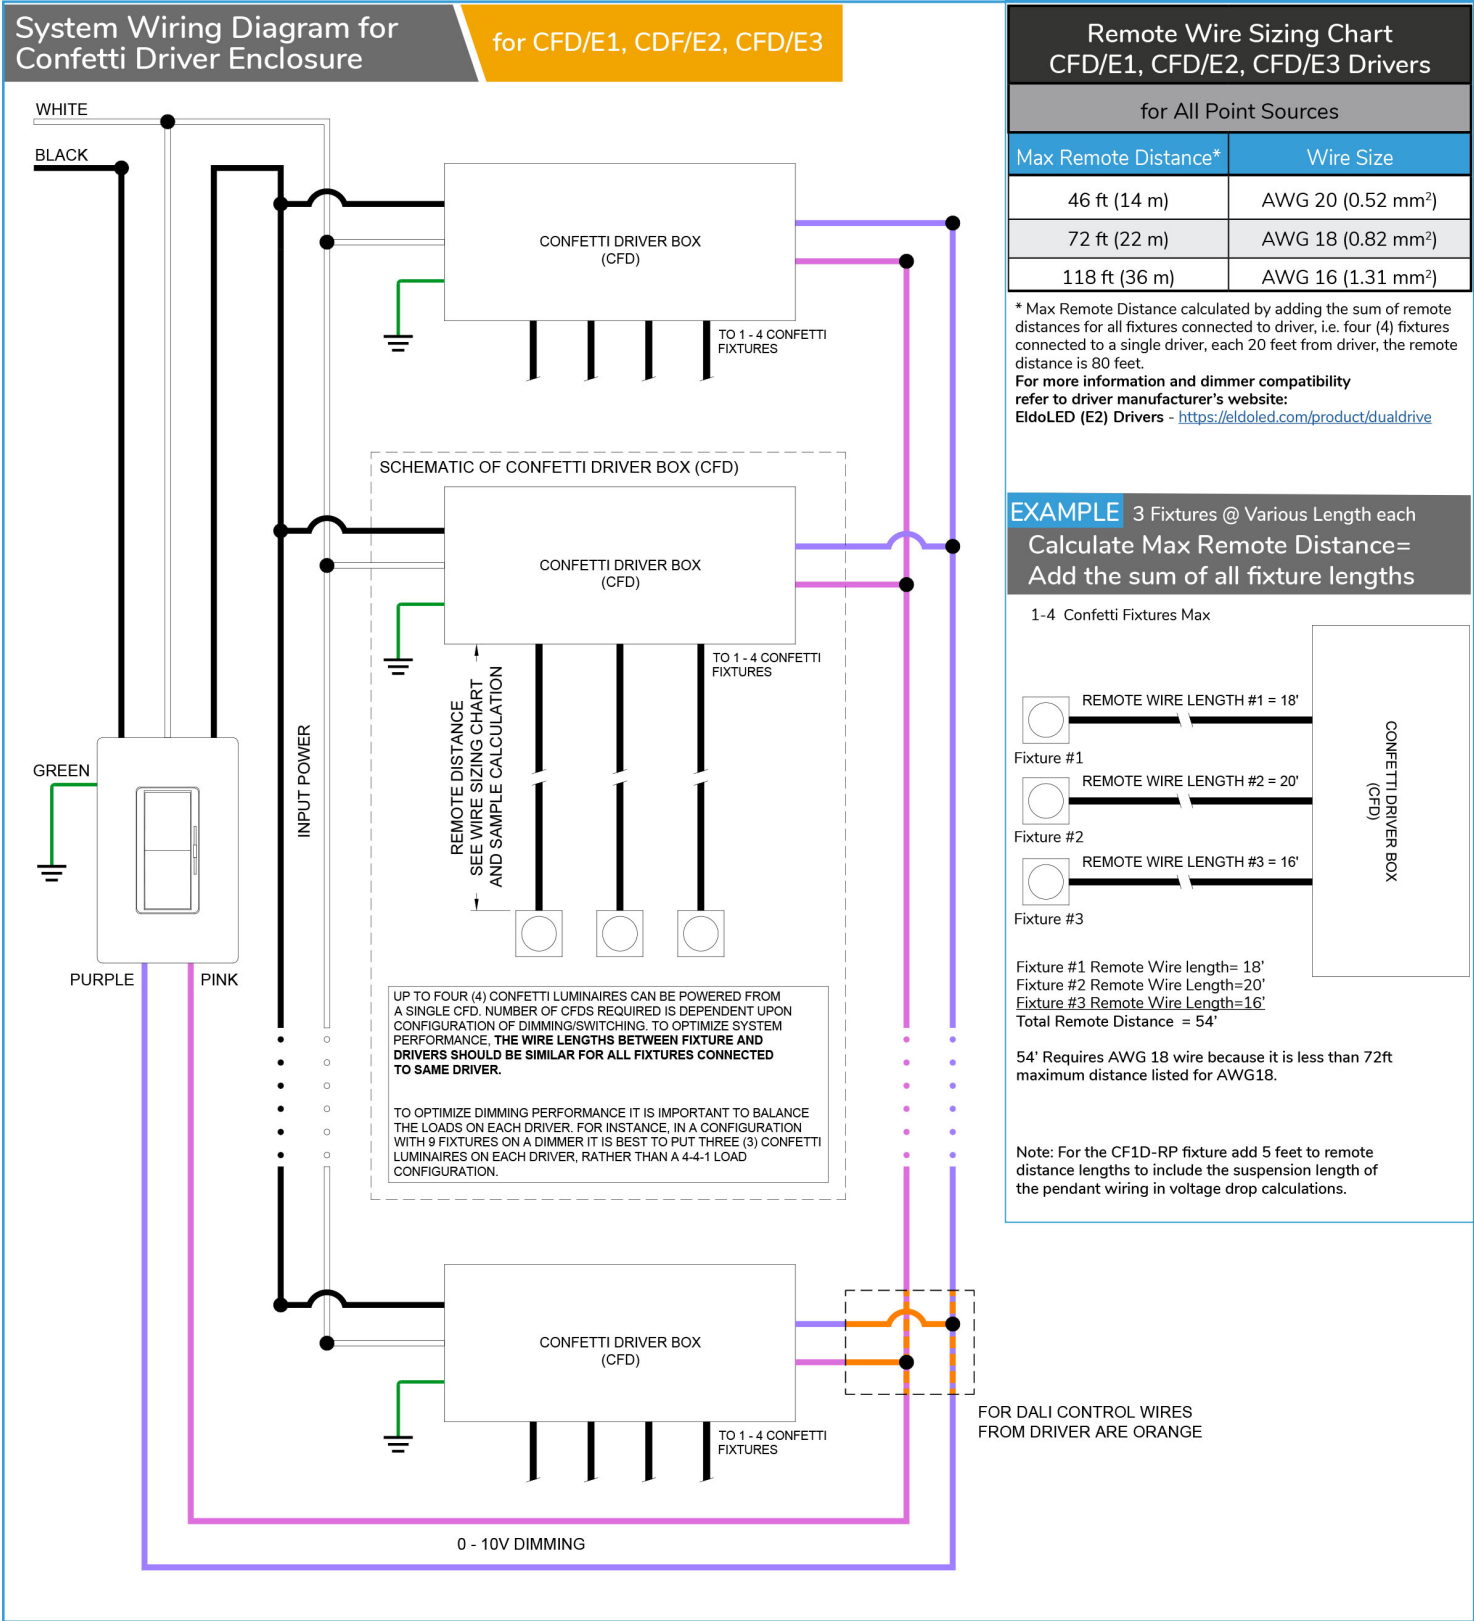 System Wiring Diagram for
Confetti Driver Enclosure
for CFD/E1, CDF/E2, CFD/E3
WHITE
BLACK
CONFETTI DRIVER BOX
(CFD)
TO 1 - 4 CONFETTI
FIXTURES
SCHEMATIC OF CONFETTI DRIVER BOX (CFD)
CONFETTI DRIVER BOX
(CFD)
TO 1 - 4 CONFETTI
FIXTURES
REMOTE DISTANCE
SEE WIRE SIZING CHART
AND SAMPLE CALCULATION
INPUT POWER
GREEN
PURPLE
PINK
UP TO FOUR (4) CONFETTI LUMINAIRES CAN BE POWERED FROM
A SINGLE CFD. NUMBER OF CFDS REQUIRED IS DEPENDENT UPON
CONFIGURATION OF DIMMING/SWITCHING. TO OPTIMIZE SYSTEM
PERFORMANCE, THE WIRE LENGTHS BETWEEN FIXTURE AND
DRIVERS SHOULD BE SIMILAR FOR ALL FIXTURES CONNECTED
TO SAME DRIVER.
TO OPTIMIZE DIMMING PERFORMANCE IT IS IMPORTANT TO BALANCE
THE LOADS ON EACH DRIVER. FOR INSTANCE, IN A CONFIGURATION
WITH 9 FIXTURES ON A DIMMER IT IS BEST TO PUT THREE (3) CONFETTI
LUMINAIRES ON EACH DRIVER, RATHER THAN A 4-4-1 LOAD
CONFIGURATION.
CONFETTI DRIVER BOX
(CFD)
TO 1 - 4 CONFETTI
FIXTURES
FOR DALI CONTROL WIRES
FROM DRIVER ARE ORANGE
0 - 10V DIMMING
Remote Wire Sizing Chart
CFD/E1, CFD/E2, CFD/E3 Drivers
for All Point Sources
Max Remote Distance* Wire Size
46 ft (14 m) AWG 20 (0.52 mm²)
72 ft (22 m) AWG 18 (0.82 mm²)
118 ft (36 m) AWG 16 (1.31 mm²)
* Max Remote Distance calculated by adding the sum of remote
distances for all fixtures connected to driver, i.e. four (4) fixtures
connected to a single driver, each 20 feet from driver, the remote
distance is 80 feet.
For more information and dimmer compatibility
refer to driver manufacturer's website:
EldoLED (E2) Drivers - https://eldoled.com/product/dualdrive
EXAMPLE 3 Fixtures @ Various Length each
Calculate Max Remote Distance=
Add the sum of all fixture lengths
1-4 Confetti Fixtures Max
REMOTE WIRE LENGTH #1 = 18'
Fixture #1
REMOTE WIRE LENGTH #2 = 20'
Fixture #2
REMOTE WIRE LENGTH #3 = 16'
Fixture #3
CONFETTI DRIVER BOX
(CFD)
Fixture #1 Remote Wire length= 18'
Fixture #2 Remote Wire Length=20'
Fixture #3 Remote Wire Length=16'
Total Remote Distance = 54'
54' Requires AWG 18 wire because it is less than 72ft
maximum distance listed for AWG18.
Note: For the CF1D-RP fixture add 5 feet to remote
distance lengths to include the suspension length of
the pendant wiring in voltage drop calculations.